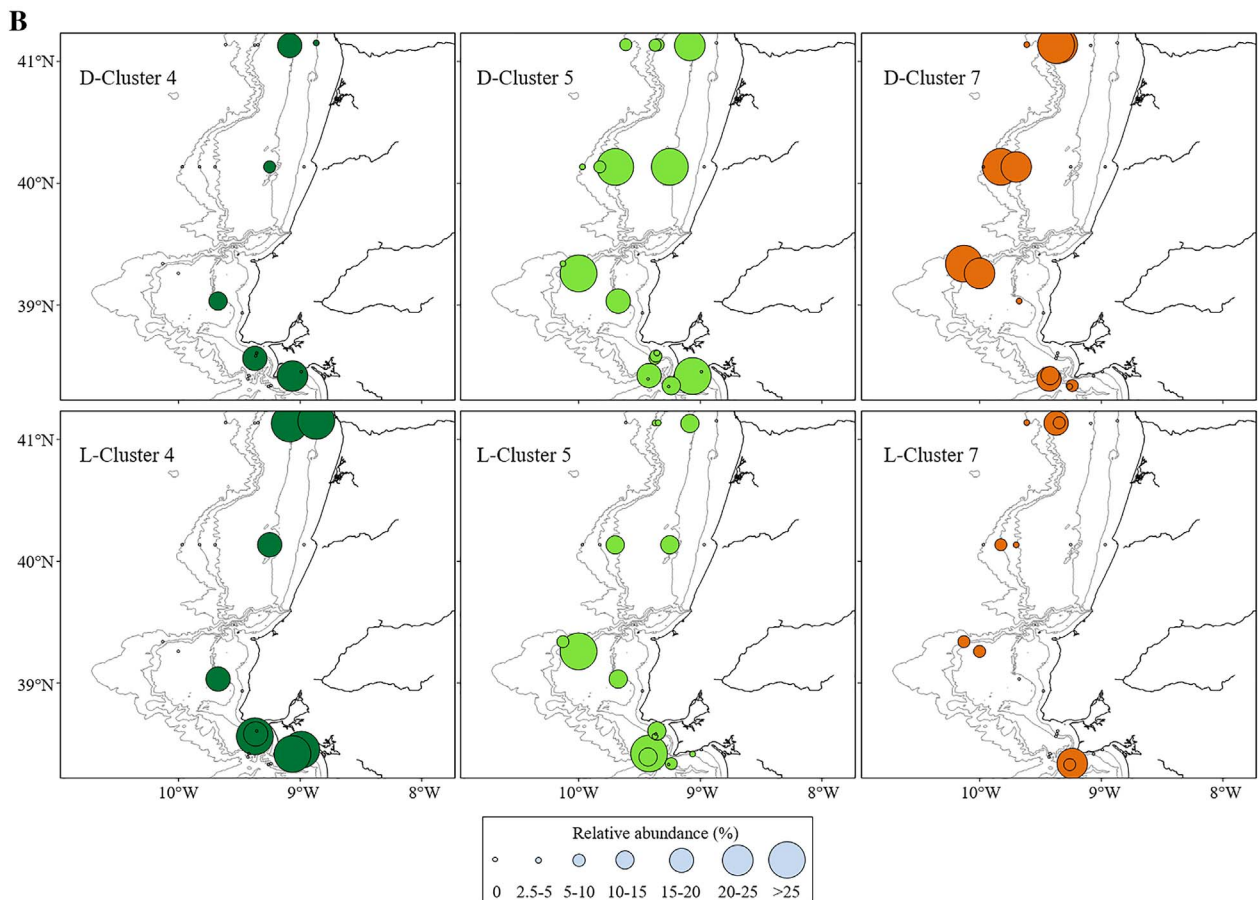 B
41°N
40°N
39°N
D-Cluster 4
D-Cluster 5
D-Cluster 7
41°N
40°N
39°N
L-Cluster 4
L-Cluster 5
L-Cluster 7
10°W 9°W 8°W 10°W 9°W 8°W 10°W 9°W 8°W
Relative abundance (%)
0 2.5-5 5-10 10-15 15-20 20-25 >25